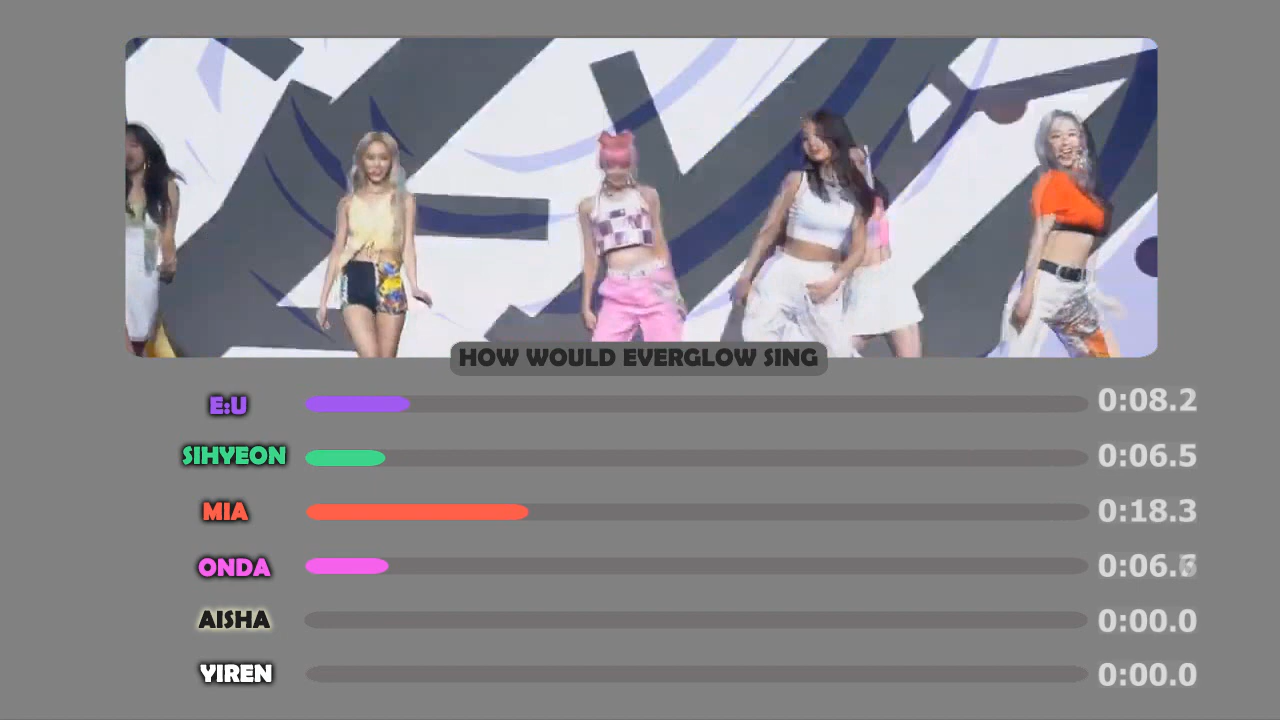 HOW WOULD EVERGLOW SING
E:U 0:08.2
SIHYEON 0:06.5
MIA 0:18.3
ONDA
AISHA 0:00.0
YIREN 0:00.0